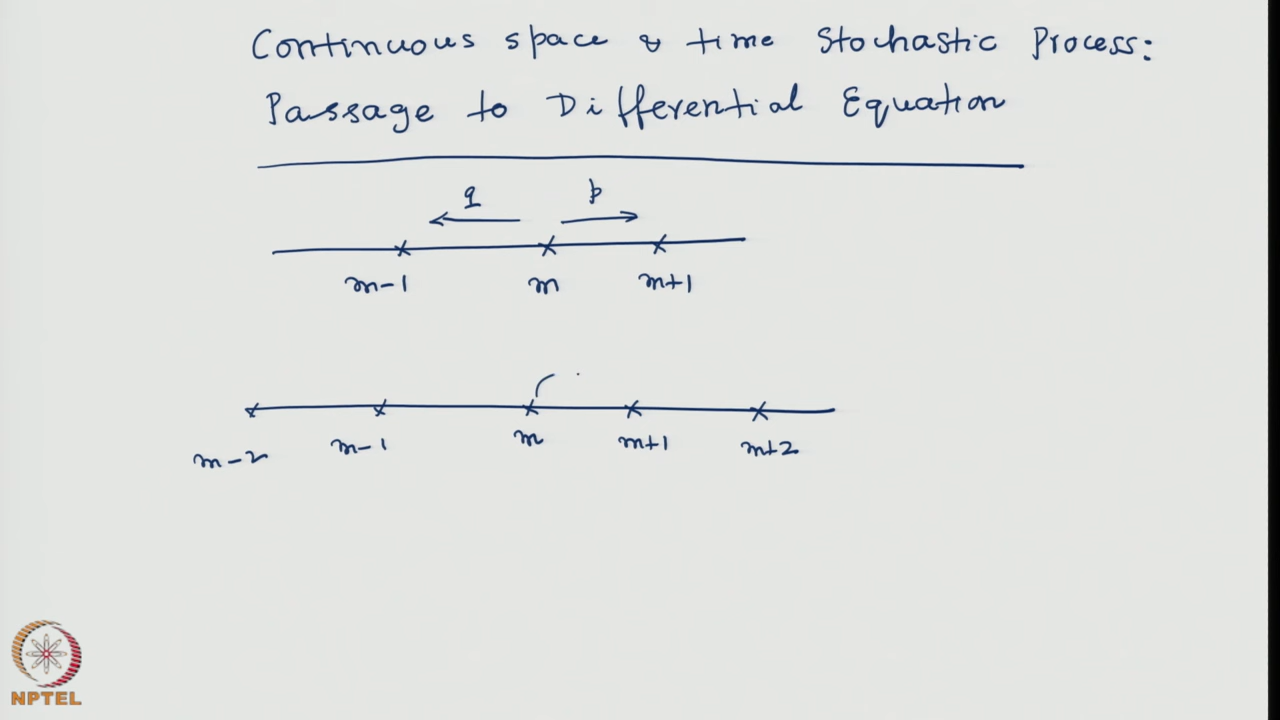 Continuous space & time Stochastic Process:
Passage to Differential Equation
q p
m-1 m m+1
m-2 m-1 m m+1 m+2
NPTEL